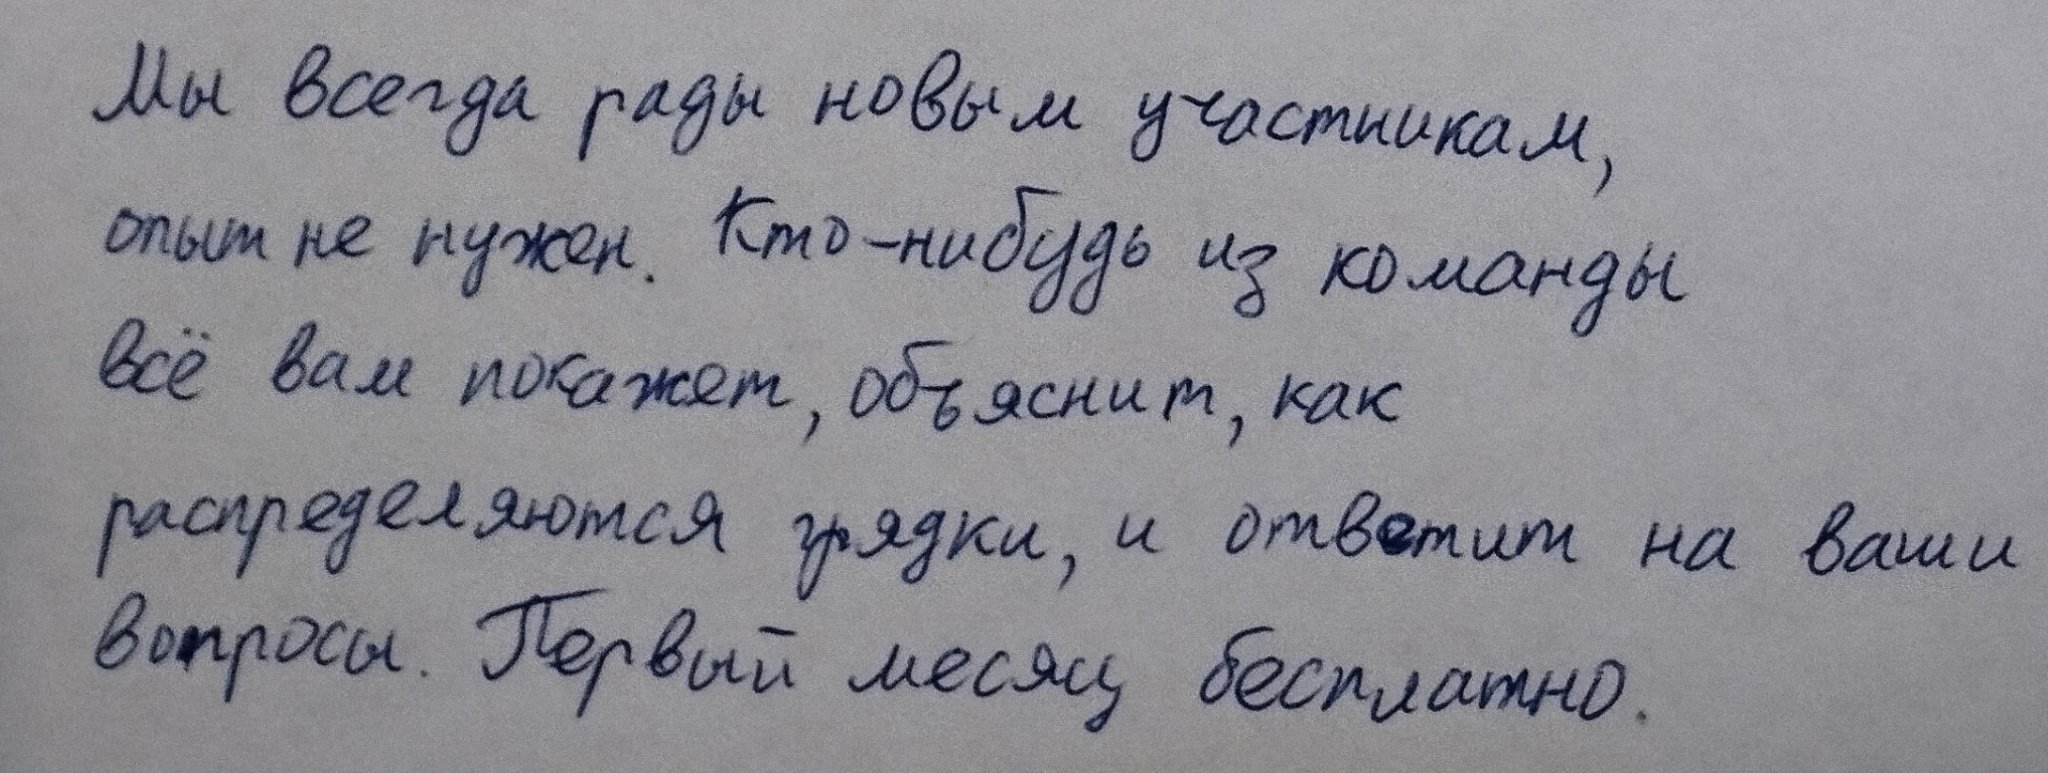 Мы всегда рады новым участникам,
опыт не нужен. Кто-нибудь из команды
всё вам покажет, объяснит, как
распределяются грядки, и ответит на ваши
вопросы. Первый месяц бесплатно.